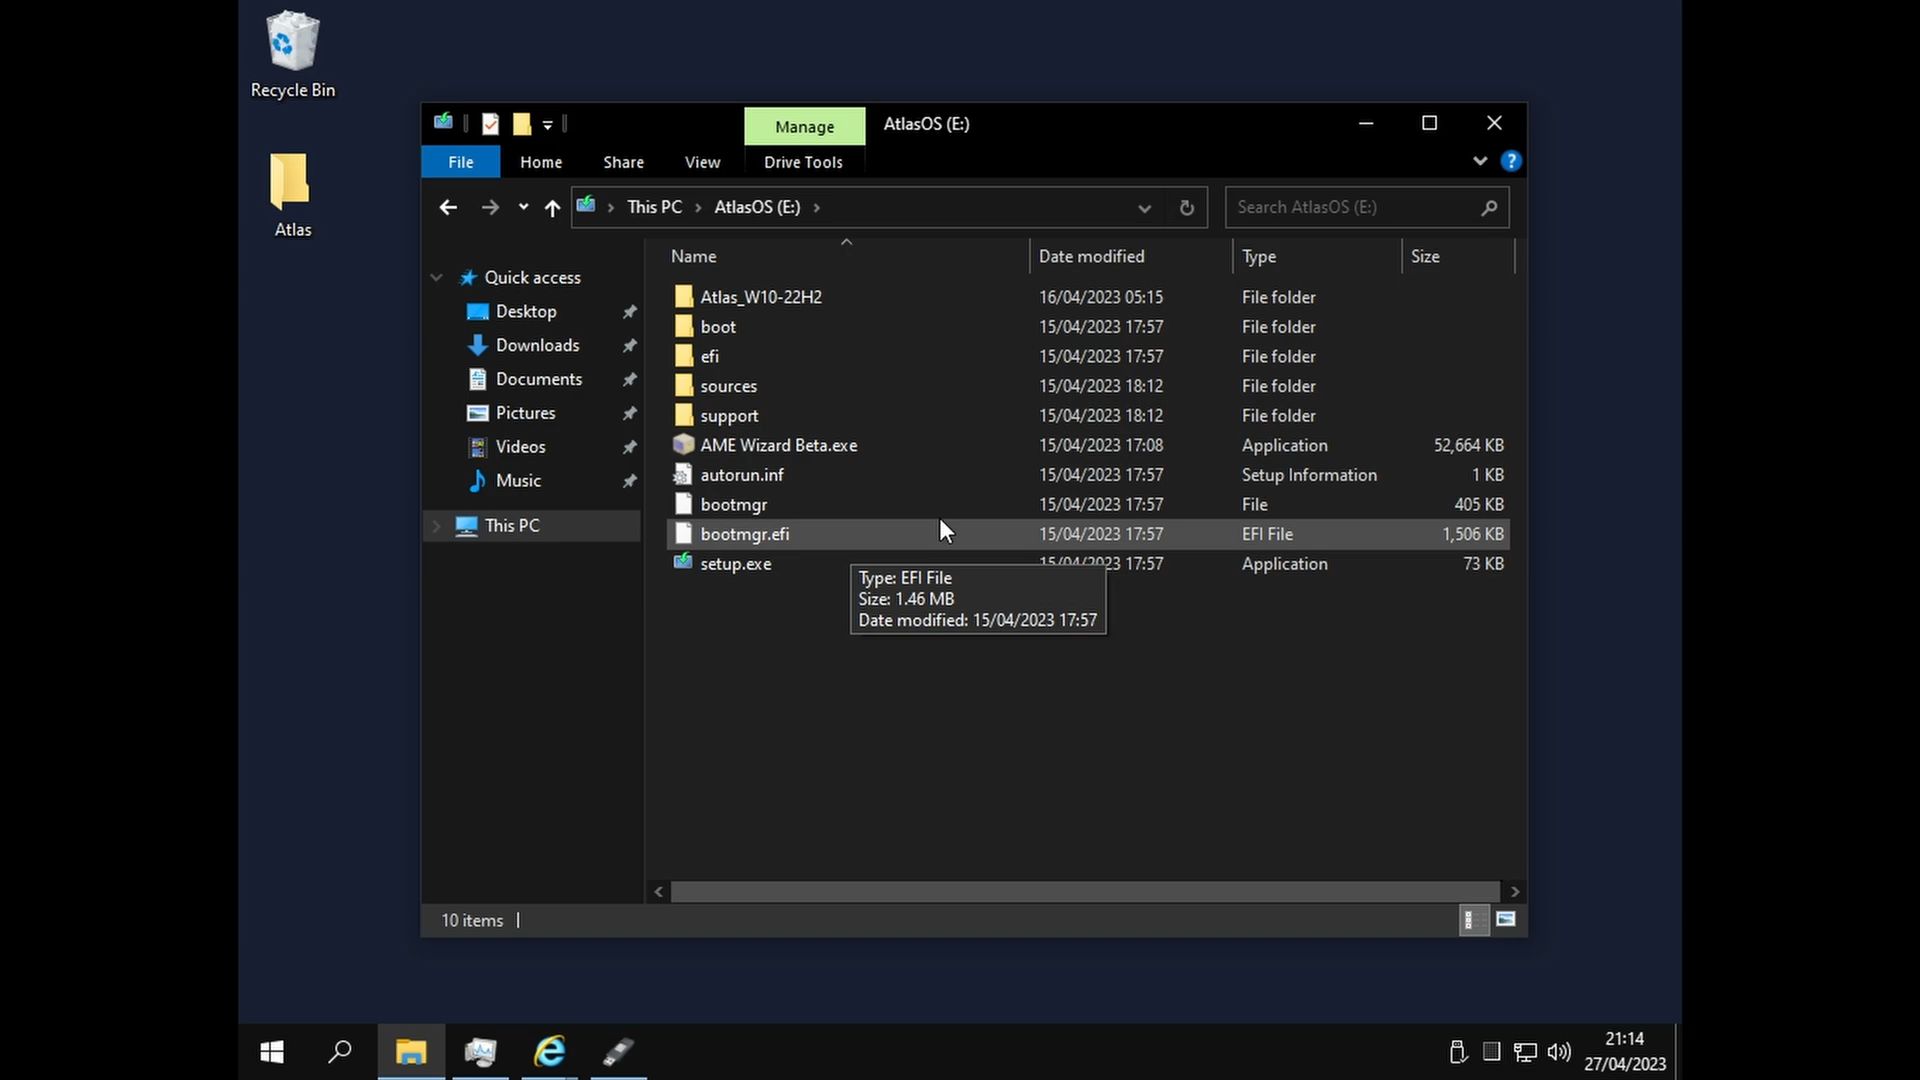 Recycle Bin
Atlas
Manage
AtlasOS (E:)
File
Home
Share
View
Drive Tools
?
This PC
AtlasOS (E:)
Search AtlasOS (E:)
Name
Date modified
Type
Size
Quick access
Desktop
Downloads
Documents
Pictures
Videos
Music
This PC
Atlas_W10-22H2 16/04/2023 05:15 File folder
boot 15/04/2023 17:57 File folder
efi 15/04/2023 17:57 File folder
sources 15/04/2023 18:12 File folder
support 15/04/2023 18:12 File folder
AME Wizard Beta.exe 15/04/2023 17:08 Application 52,664 KB
autorun.inf 15/04/2023 17:57 Setup Information 1 KB
bootmgr 15/04/2023 17:57 File 405 KB
bootmgr.efi 15/04/2023 17:57 EFI File 1,506 KB
setup.exe 15/04/2023 17:57 Application 73 KB
Type: EFI File
Size: 1.46 MB
Date modified: 15/04/2023 17:57
10 items
21:14
27/04/2023